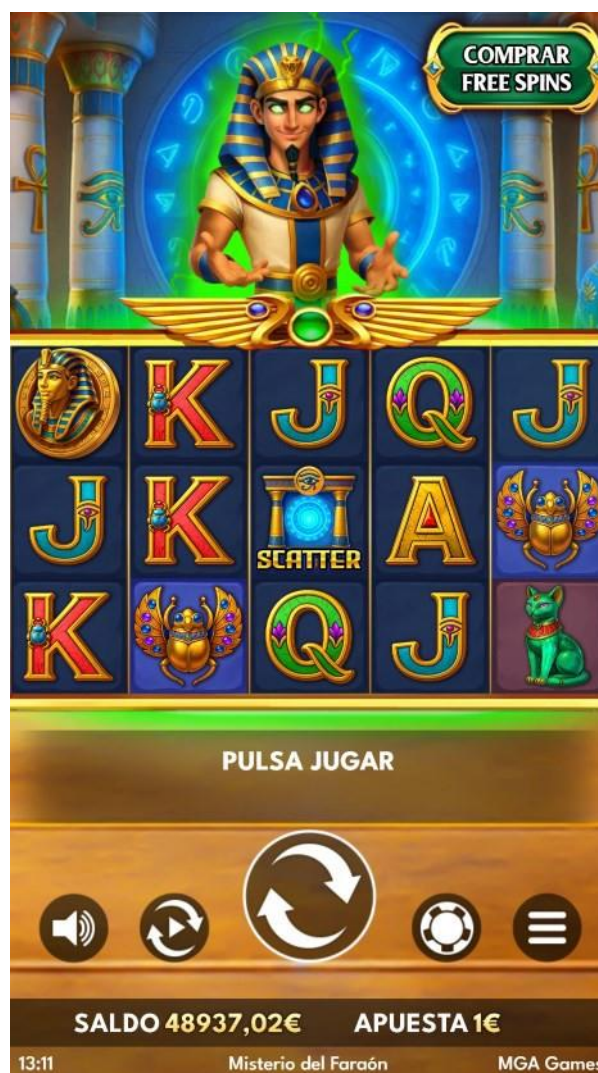 COMPRAR
FREE SPINS
K J Q J
J K SCATTER A
K Q J
PULSA JUGAR
SALDO 48937,02€ APUESTA 1€
13:11 Misterio del Faraón MGA Games